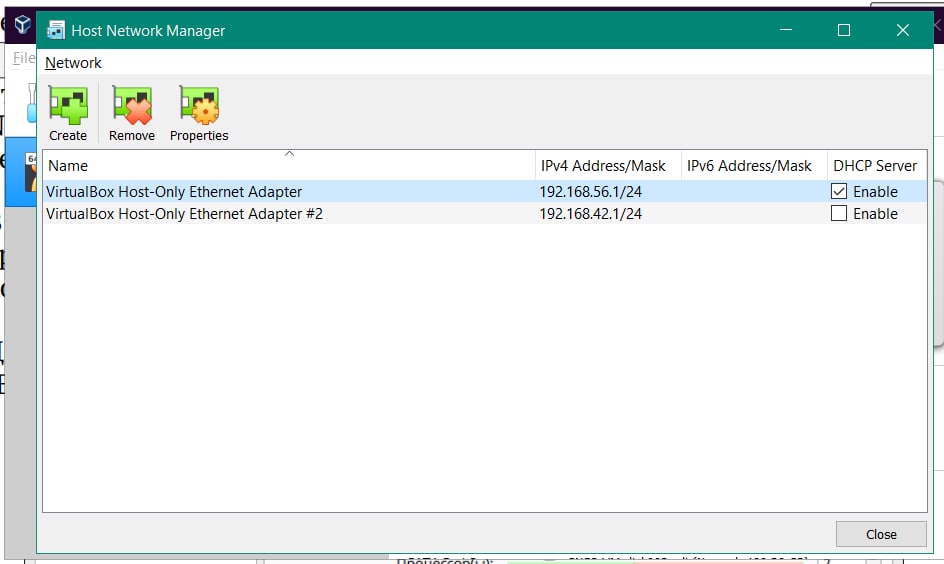 Host Network Manager
File
Network
Create Remove Properties
Name IPv4 Address/Mask IPv6 Address/Mask DHCP Server
VirtualBox Host-Only Ethernet Adapter 192.168.56.1/24 Enable
VirtualBox Host-Only Ethernet Adapter #2 192.168.42.1/24 Enable
Close